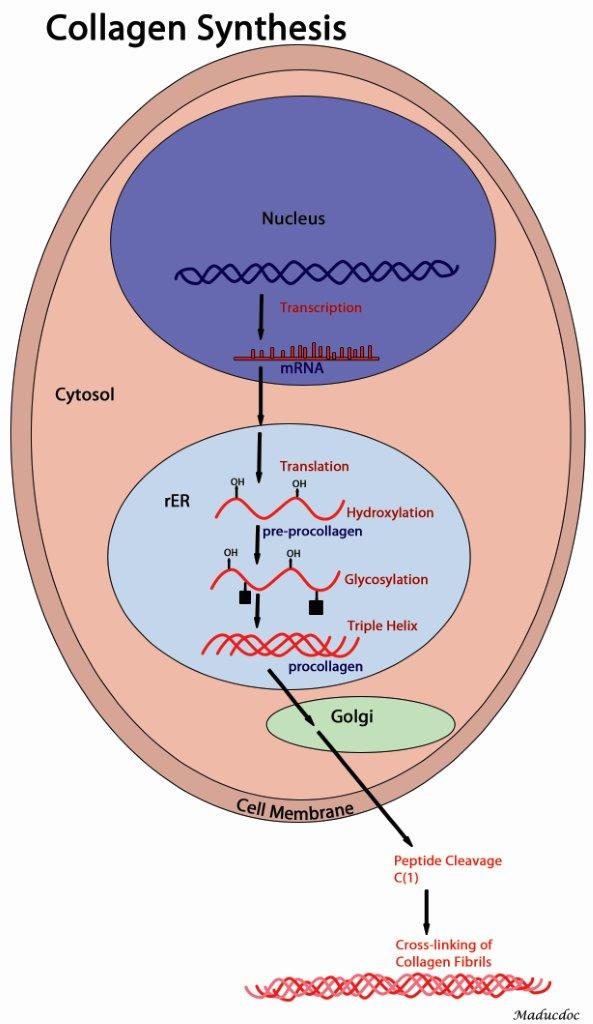 Collagen Synthesis
Nucleus
Transcription
mRNA
Cytosol
Translation
rER
OH
OH
Hydroxylation
pre-procollagen
OH
OH
Glycosylation
Triple Helix
procollagen
Golgi
Cell Membrane
Peptide Cleavage
C(1)
Cross-linking of
Collagen Fibrils
Maducdoc